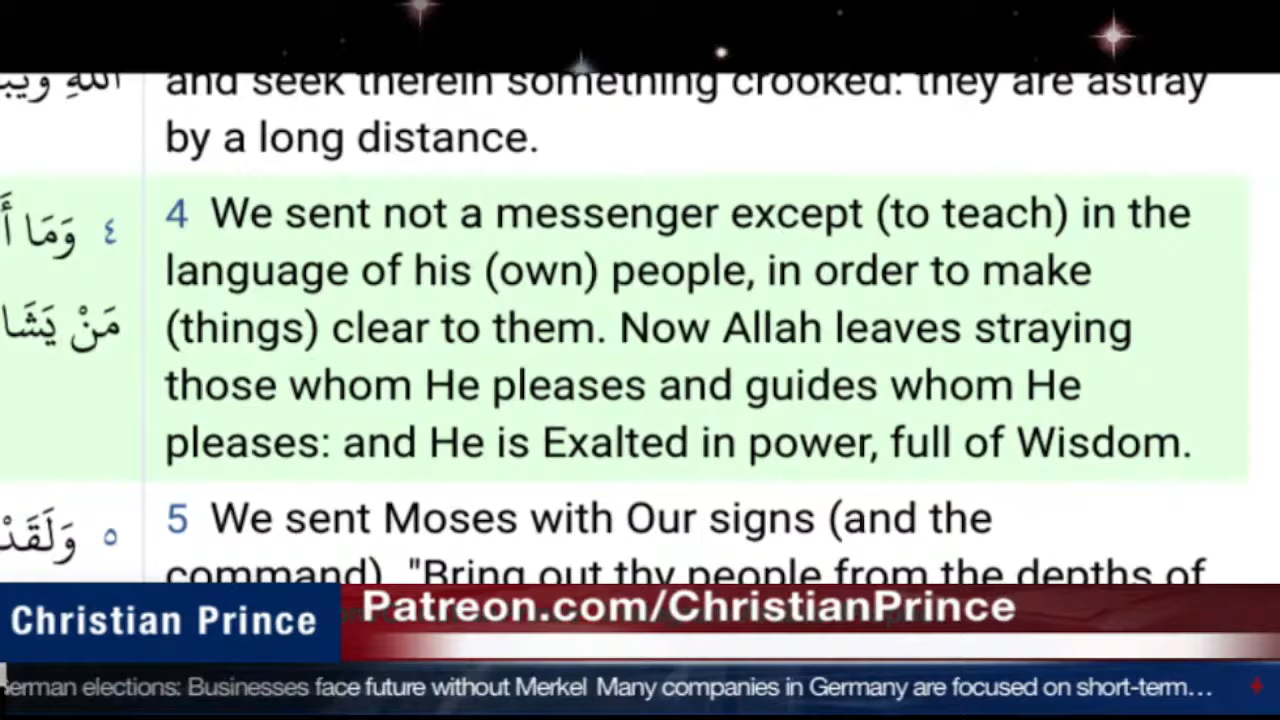 and seek therein something crooked: they are astray
by a long distance.
٤ وَمَا
4 We sent not a messenger except (to teach) in the
language of his (own) people, in order to make
مَنْ
(things) clear to them. Now Allah leaves straying
those whom He pleases and guides whom He
pleases: and He is Exalted in power, full of Wisdom.
٥ وَلَقَدْ
5 We sent Moses with Our signs (and the
command), "Bring out thy people from the depths of
Christian Prince
Patreon.com/ChristianPrince
German elections: Businesses face future without Merkel Many companies in Germany are focused on short-term...